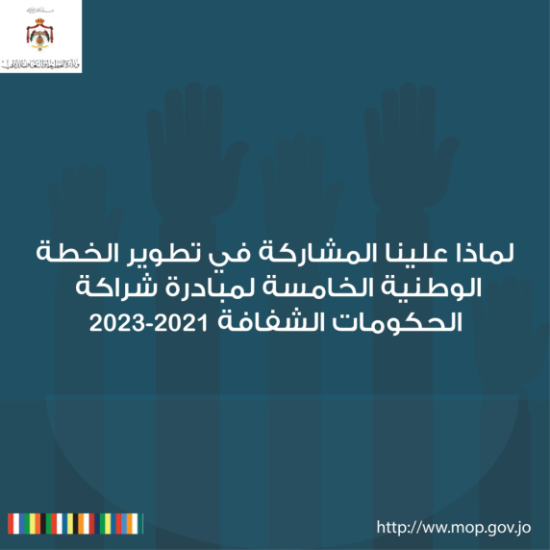 لماذا علينا المشاركة في تطوير الخطة
الوطنية الخامسة لمبادرة شراكة
الحكومات الشفافة 2021-2023
http://ww.mop.gov.jo